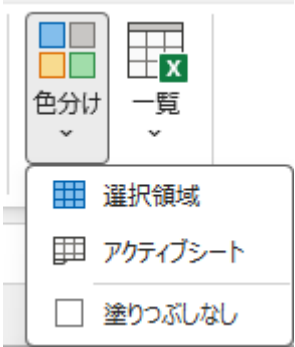 色分け
一覧
選択領域
アクティブシート
塗りつぶしなし